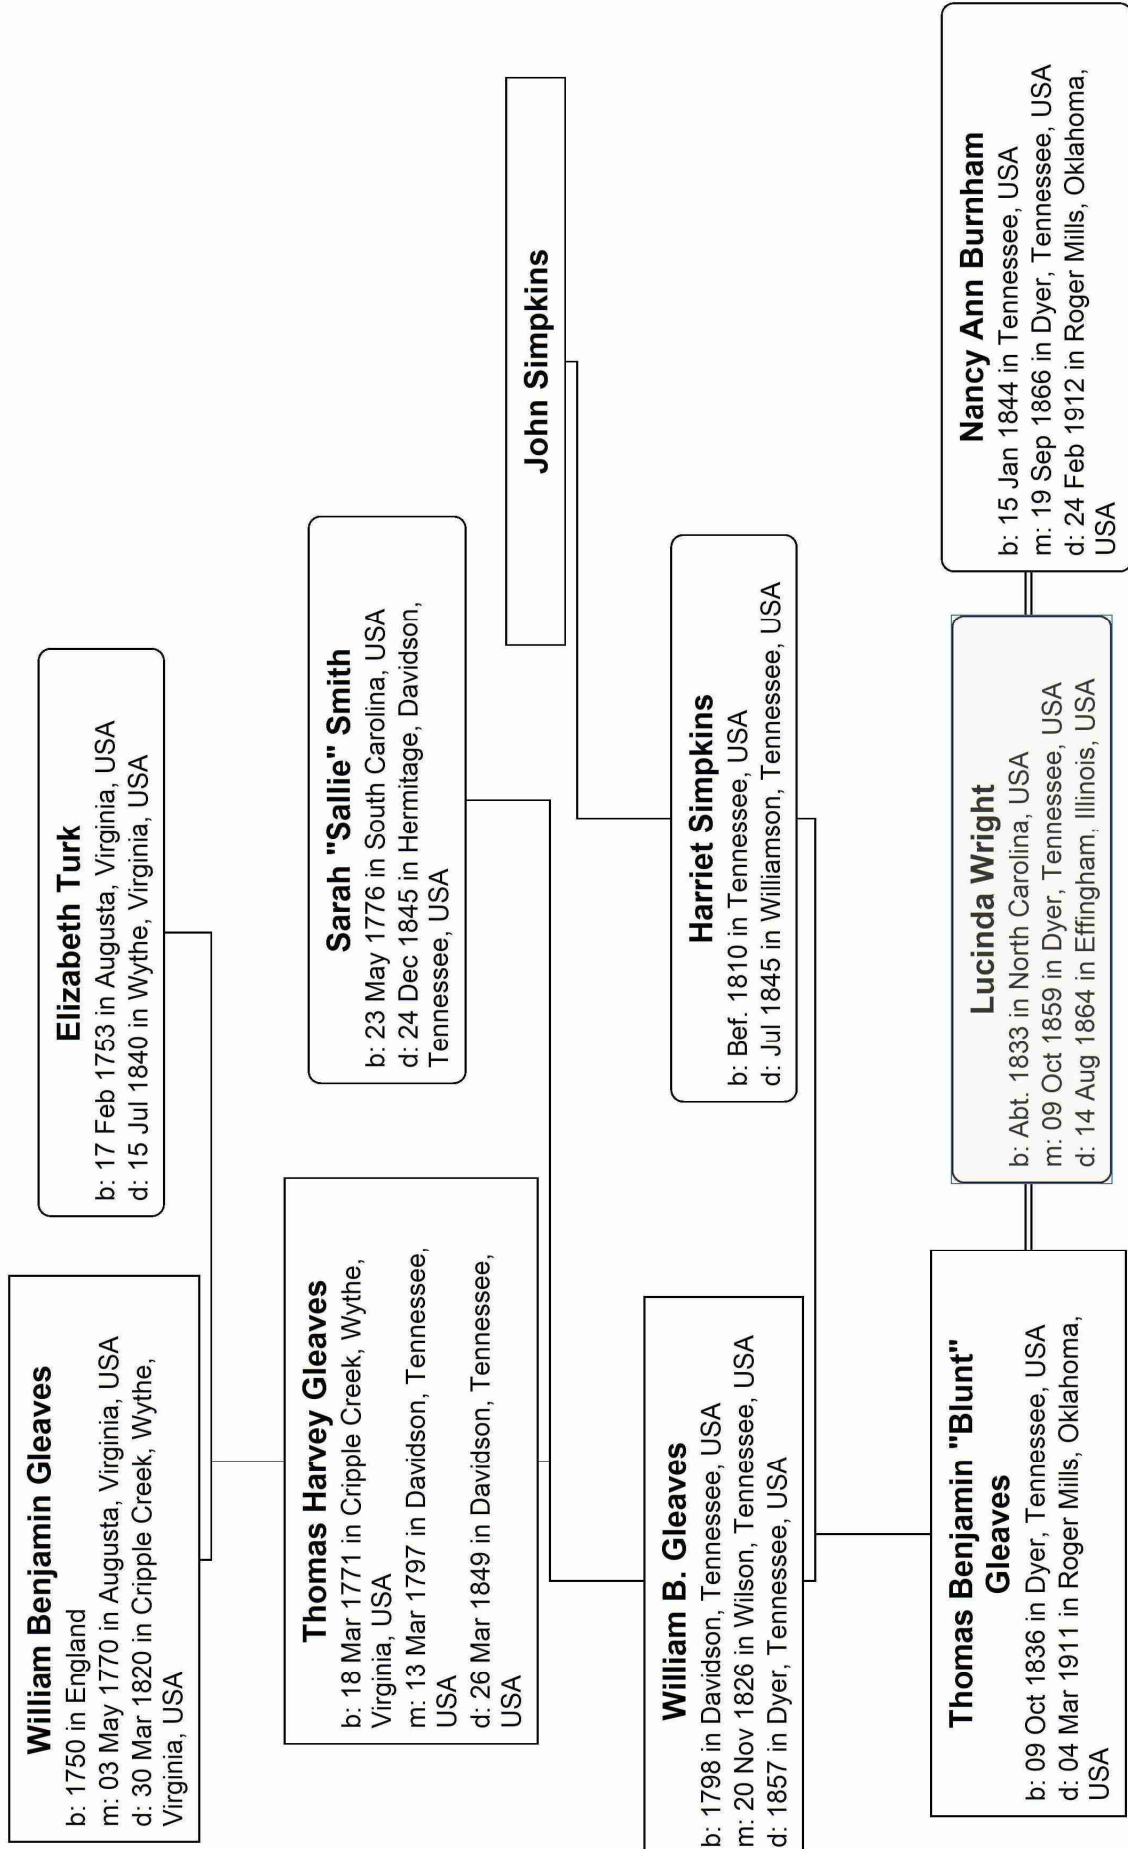 William Benjamin Gleaves
b: 1750 in England
m: 03 May 1770 in Augusta, Virginia, USA
d: 30 Mar 1820 in Cripple Creek, Wythe,
Virginia, USA
Elizabeth Turk
b: 17 Feb 1753 in Augusta, Virginia, USA
d: 15 Jul 1840 in Wythe, Virginia, USA
Thomas Harvey Gleaves
b: 18 Mar 1771 in Cripple Creek, Wythe,
Virginia, USA
m: 13 Mar 1797 in Davidson, Tennessee,
USA
d: 26 Mar 1849 in Davidson, Tennessee,
USA
Sarah "Sallie" Smith
b: 23 May 1776 in South Carolina, USA
d: 24 Dec 1845 in Hermitage, Davidson,
Tennessee, USA
John Simpkins
William B. Gleaves
b: 1798 in Davidson, Tennessee, USA
m: 20 Nov 1826 in Wilson, Tennessee, USA
d: 1857 in Dyer, Tennessee, USA
Harriet Simpkins
b: Bef. 1810 in Tennessee, USA
d: Jul 1845 in Williamson, Tennessee, USA
Thomas Benjamin "Blunt"
Gleaves
b: 09 Oct 1836 in Dyer, Tennessee, USA
d: 04 Mar 1911 in Roger Mills, Oklahoma,
USA
Lucinda Wright
b: Abt. 1833 in North Carolina, USA
m: 09 Oct 1859 in Dyer, Tennessee, USA
d: 14 Aug 1864 in Effingham, Illinois, USA
Nancy Ann Burnham
b: 15 Jan 1844 in Tennessee, USA
m: 19 Sep 1866 in Dyer, Tennessee, USA
d: 24 Feb 1912 in Roger Mills, Oklahoma,
USA